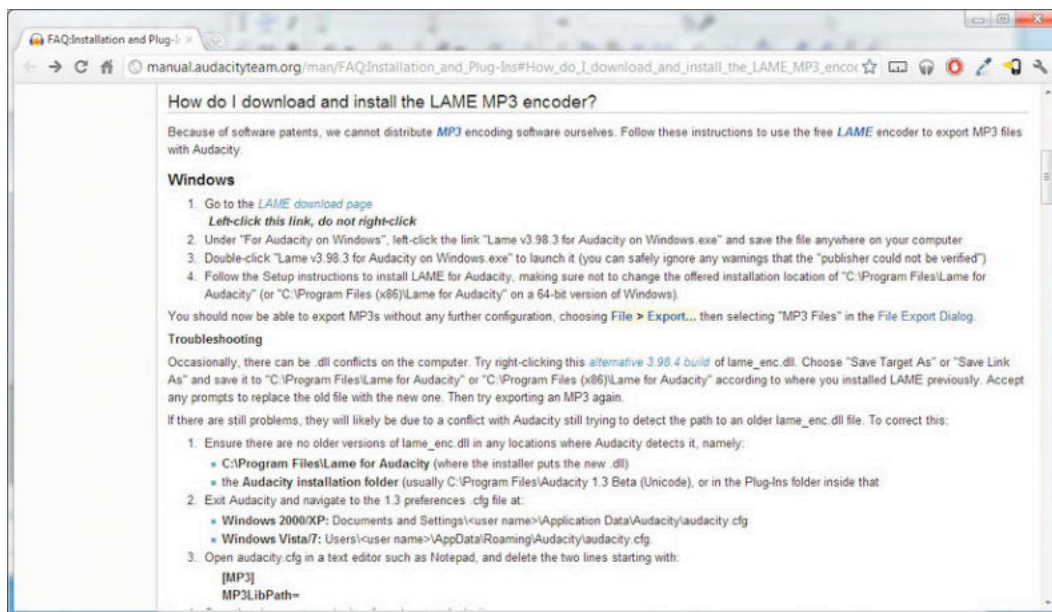 FAQ:Installation and Plug-I
manual.audacityteam.org/man/FAQ:Installation_and_Plug-Ins#How_do_I_download_and_install_the_LAME_MP3_encod
How do I download and install the LAME MP3 encoder?
Because of software patents, we cannot distribute MP3 encoding software ourselves. Follow these instructions to use the free LAME encoder to export MP3 files
with Audacity.
Windows
1. Go to the LAME download page
Left-click this link, do not right-click
2. Under "For Audacity on Windows", left-click the link "Lame v3.98.3 for Audacity on Windows.exe" and save the file anywhere on your computer
3. Double-click "Lame v3.98.3 for Audacity on Windows.exe" to launch it (you can safely ignore any warnings that the "publisher could not be verified")
4. Follow the Setup instructions to install LAME for Audacity, making sure not to change the offered installation location of "C:\Program Files\Lame for
Audacity" (or "C:\Program Files (x86)\Lame for Audacity" on a 64-bit version of Windows).
You should now be able to export MP3s without any further configuration, choosing File > Export... then selecting "MP3 Files" in the File Export Dialog.
Troubleshooting
Occasionally, there can be .dll conflicts on the computer. Try right-clicking this alternative 3.98.4 build of lame_enc.dll. Choose "Save Target As" or "Save Link
As" and save it to "C:\Program Files\Lame for Audacity" or "C:\Program Files (x86)\Lame for Audacity" according to where you installed LAME previously. Accept
any prompts to replace the old file with the new one. Then try exporting an MP3 again.
If there are still problems, they will likely be due to a conflict with Audacity still trying to detect the path to an older lame_enc.dll file. To correct this:
1. Ensure there are no older versions of lame_enc.dll in any locations where Audacity detects it, namely:
C:\Program Files\Lame for Audacity (where the installer puts the new .dll)
the Audacity installation folder (usually C:\Program Files\Audacity 1.3 Beta (Unicode), or in the Plug-Ins folder inside that
2. Exit Audacity and navigate to the 1.3 preferences .cfg file at:
Windows 2000/XP: Documents and Settings\<user name>\Application Data\Audacity\audacity.cfg
Windows Vista/7: Users\<user name>\AppData\Roaming\Audacity\audacity.cfg.
3. Open audacity.cfg in a text editor such as Notepad, and delete the two lines starting with:
[MP3]
MP3LibPath=